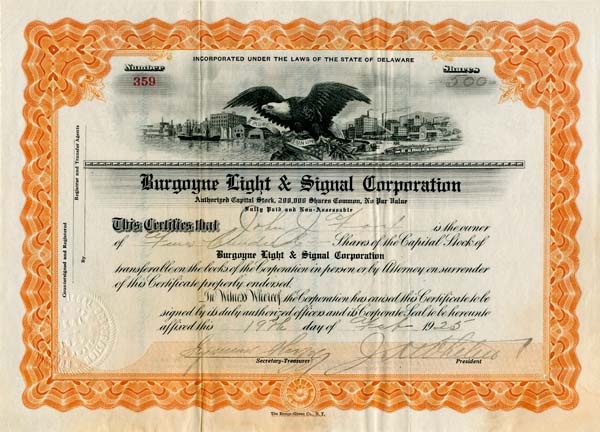 INCORPORATED UNDER THE LAWS OF THE STATE OF DELAWARE
Number
359
Shares
500
Countersigned and Registered
Registrar and Transfer Agents
By
Burgoyne Light & Signal Corporation
Authorized Capital Stock, 200,000 Shares Common, No Par Value
Fully Paid and Non-Assessable
This Certifies that John J. is the owner
of Five Hundred Shares of the Capital Stock of
Burgoyne Light & Signal Corporation
transferable on the books of the Corporation in person or by Attorney on surrender
of this Certificate properly endorsed.
In Witness Whereof, the Corporation has caused this Certificate to be
signed by its duly authorized officers and its Corporate Seal to be hereunto
affixed this 19th day of Feb 1925
Secretary-Treasurer
President